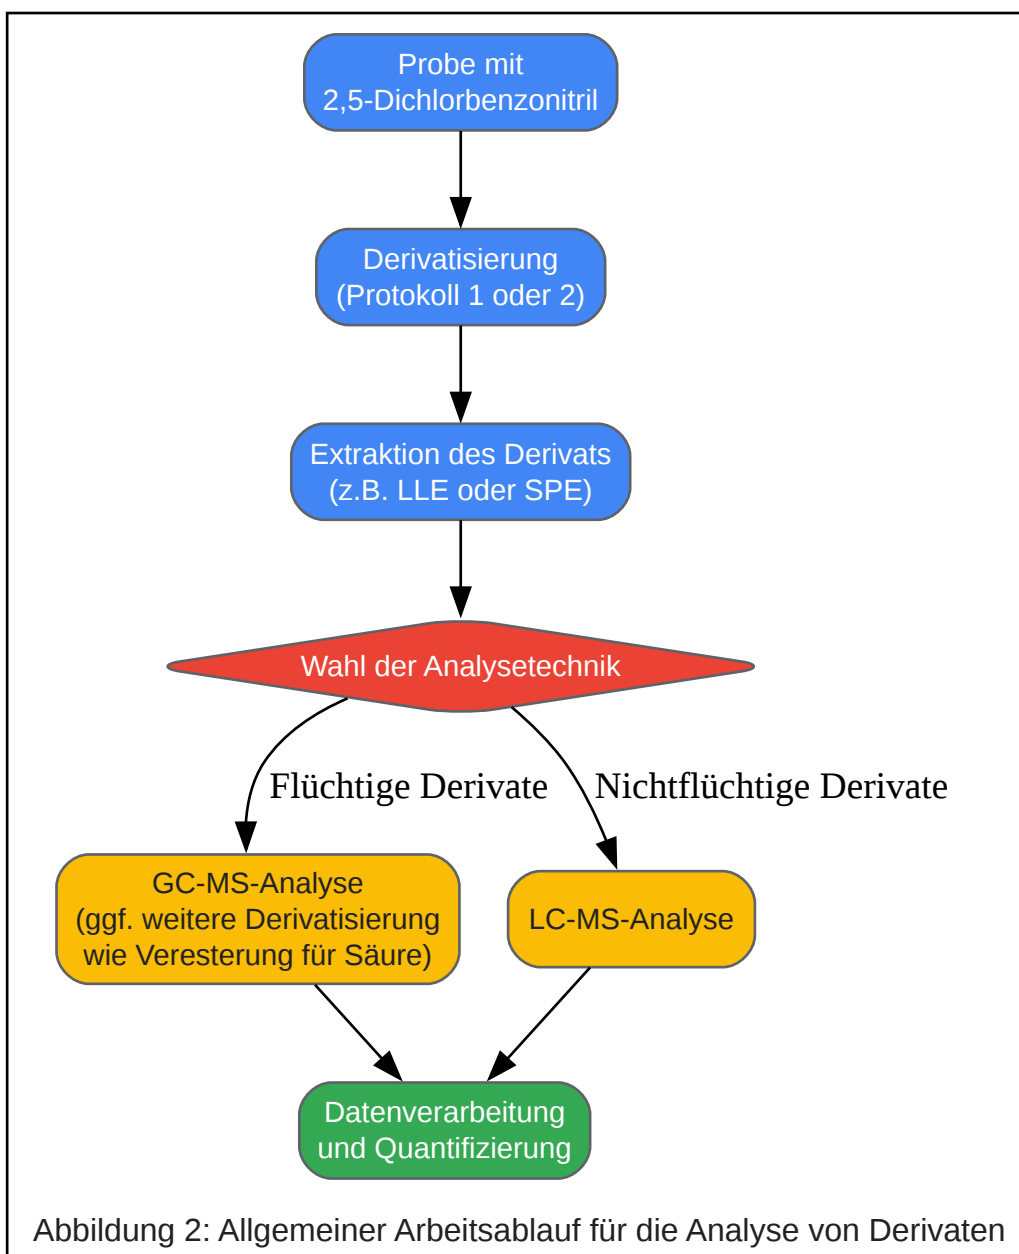 Probe mit
2,5-Dichlorbenzonitril
Derivatisierung
(Protokoll 1 oder 2)
Extraktion des Derivats
(z.B. LLE oder SPE)
Wahl der Analysetechnik
Flüchtige Derivate
Nichtflüchtige Derivate
GC-MS-Analyse
(ggf. weitere Derivatisierung
wie Veresterung für Säure)
LC-MS-Analyse
Datenverarbeitung
und Quantifizierung
Abbildung 2: Allgemeiner Arbeitsablauf für die Analyse von Derivaten